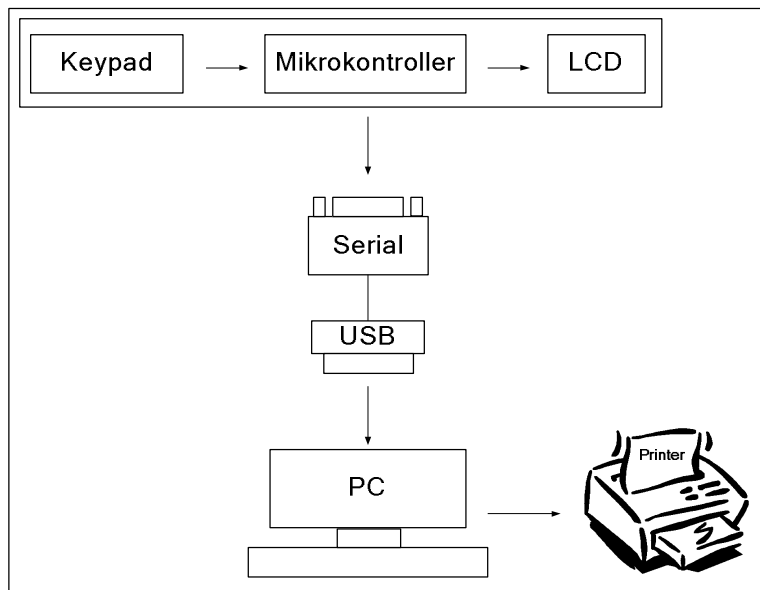 Keypad
Mikrokontroller
LCD
Serial
USB
PC
Printer